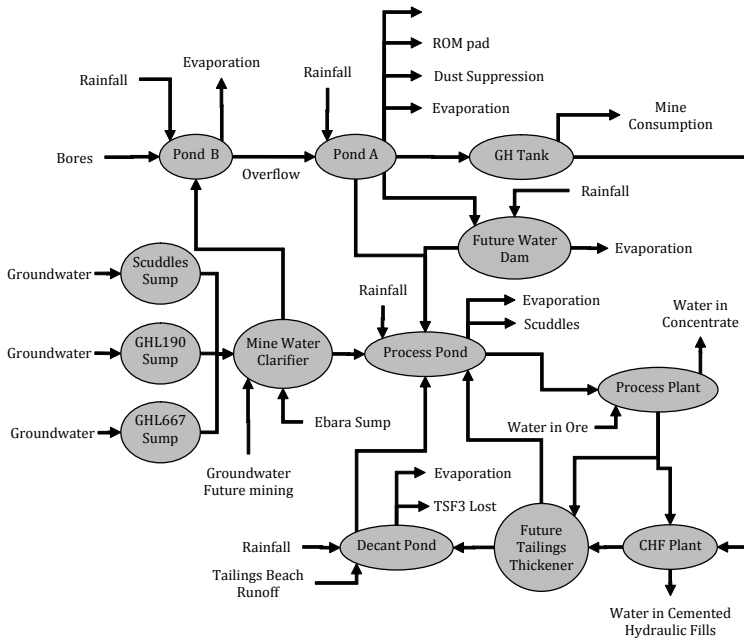 ROM pad
Rainfall
Evaporation
Rainfall
Dust Suppression
Evaporation
Mine
Consumption
Bores
Pond B
Overflow
Pond A
GH Tank
Rainfall
Groundwater
Scuddles
Sump
Future Water
Dam
Evaporation
Rainfall
Evaporation
Scuddles
Water in
Concentrate
Groundwater
GHL190
Sump
Mine Water
Clarifier
Process Pond
Process Plant
Groundwater
GHL667
Sump
Ebara Sump
Water in Ore
Groundwater
Future mining
Evaporation
TSF3 Lost
Rainfall
Decant Pond
Future
Tailings
Thickener
CHF Plant
Tailings Beach
Runoff
Water in Cemented
Hydraulic Fills